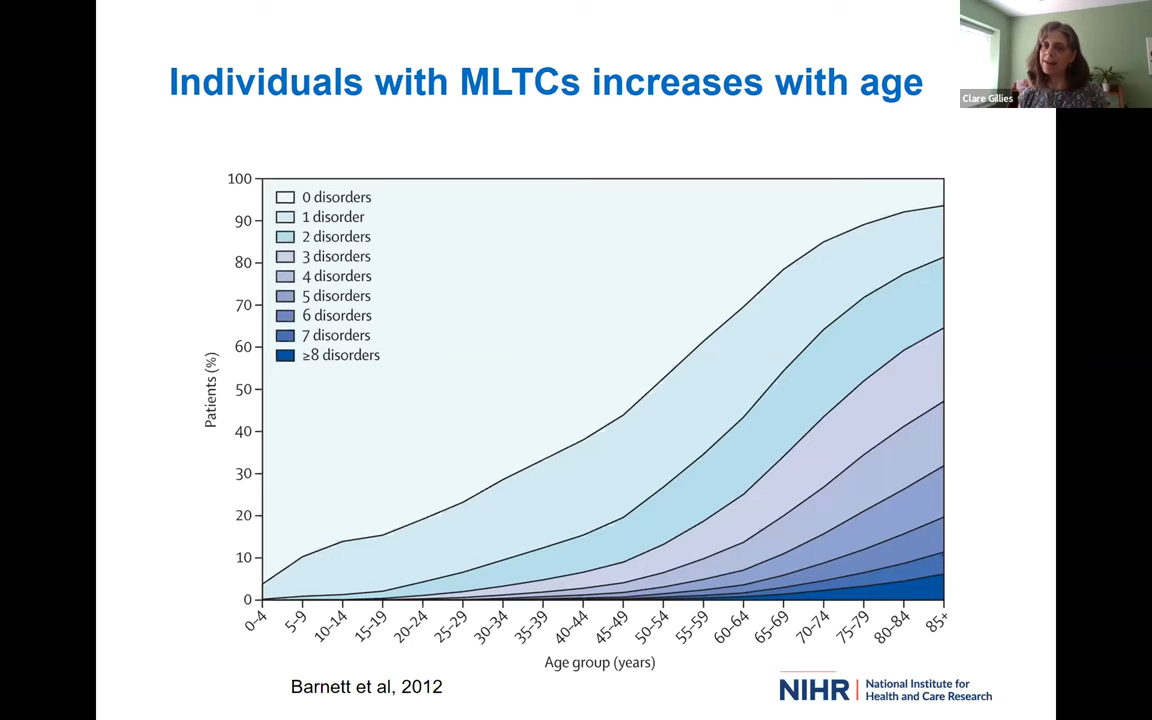 Individuals with MLTCs increases with age
Clare Gillies
100
90
80
70
60
50
40
30
20
10
0
Patients (%)
0 disorders
1 disorder
2 disorders
3 disorders
4 disorders
5 disorders
6 disorders
7 disorders
≥8 disorders
0–4
5–9
10–14
15–19
20–24
25–29
30–34
35–39
40–44
45–49
50–54
55–59
60–64
65–69
70–74
75–79
80–84
85+
Age group (years)
Barnett et al, 2012
NIHR | National Institute for
Health and Care Research